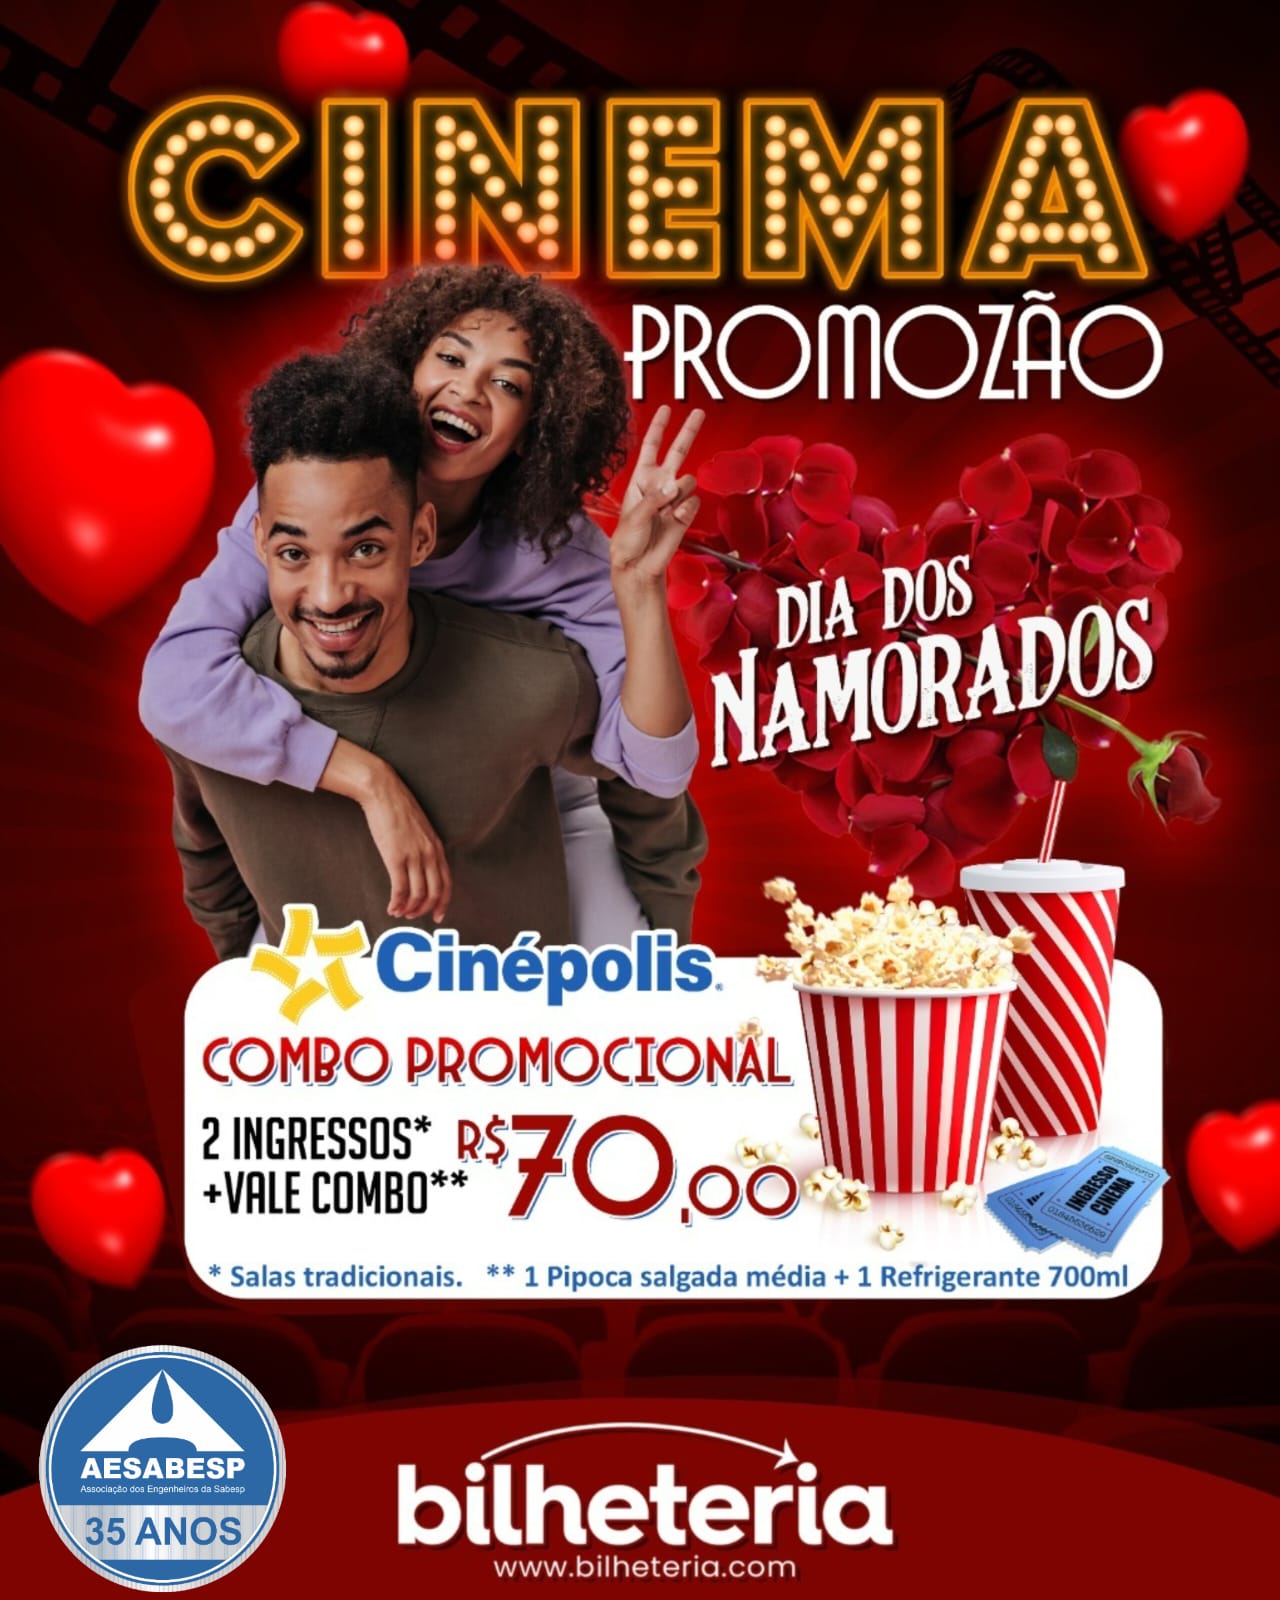 CINEMA
PROMOZÃO
DIA DOS
NAMORADOS
Cinépolis
COMBO PROMOCIONAL
2 INGRESSOS* R$70,00
+VALE COMBO**
INGRESSO
CINEMA
* Salas tradicionais. ** 1 Pipoca salgada média + 1 Refrigerante 700ml
AESABESP
Associação dos Engenheiros da Sabesp
35 ANOS
bilheteria
www.bilheteria.com